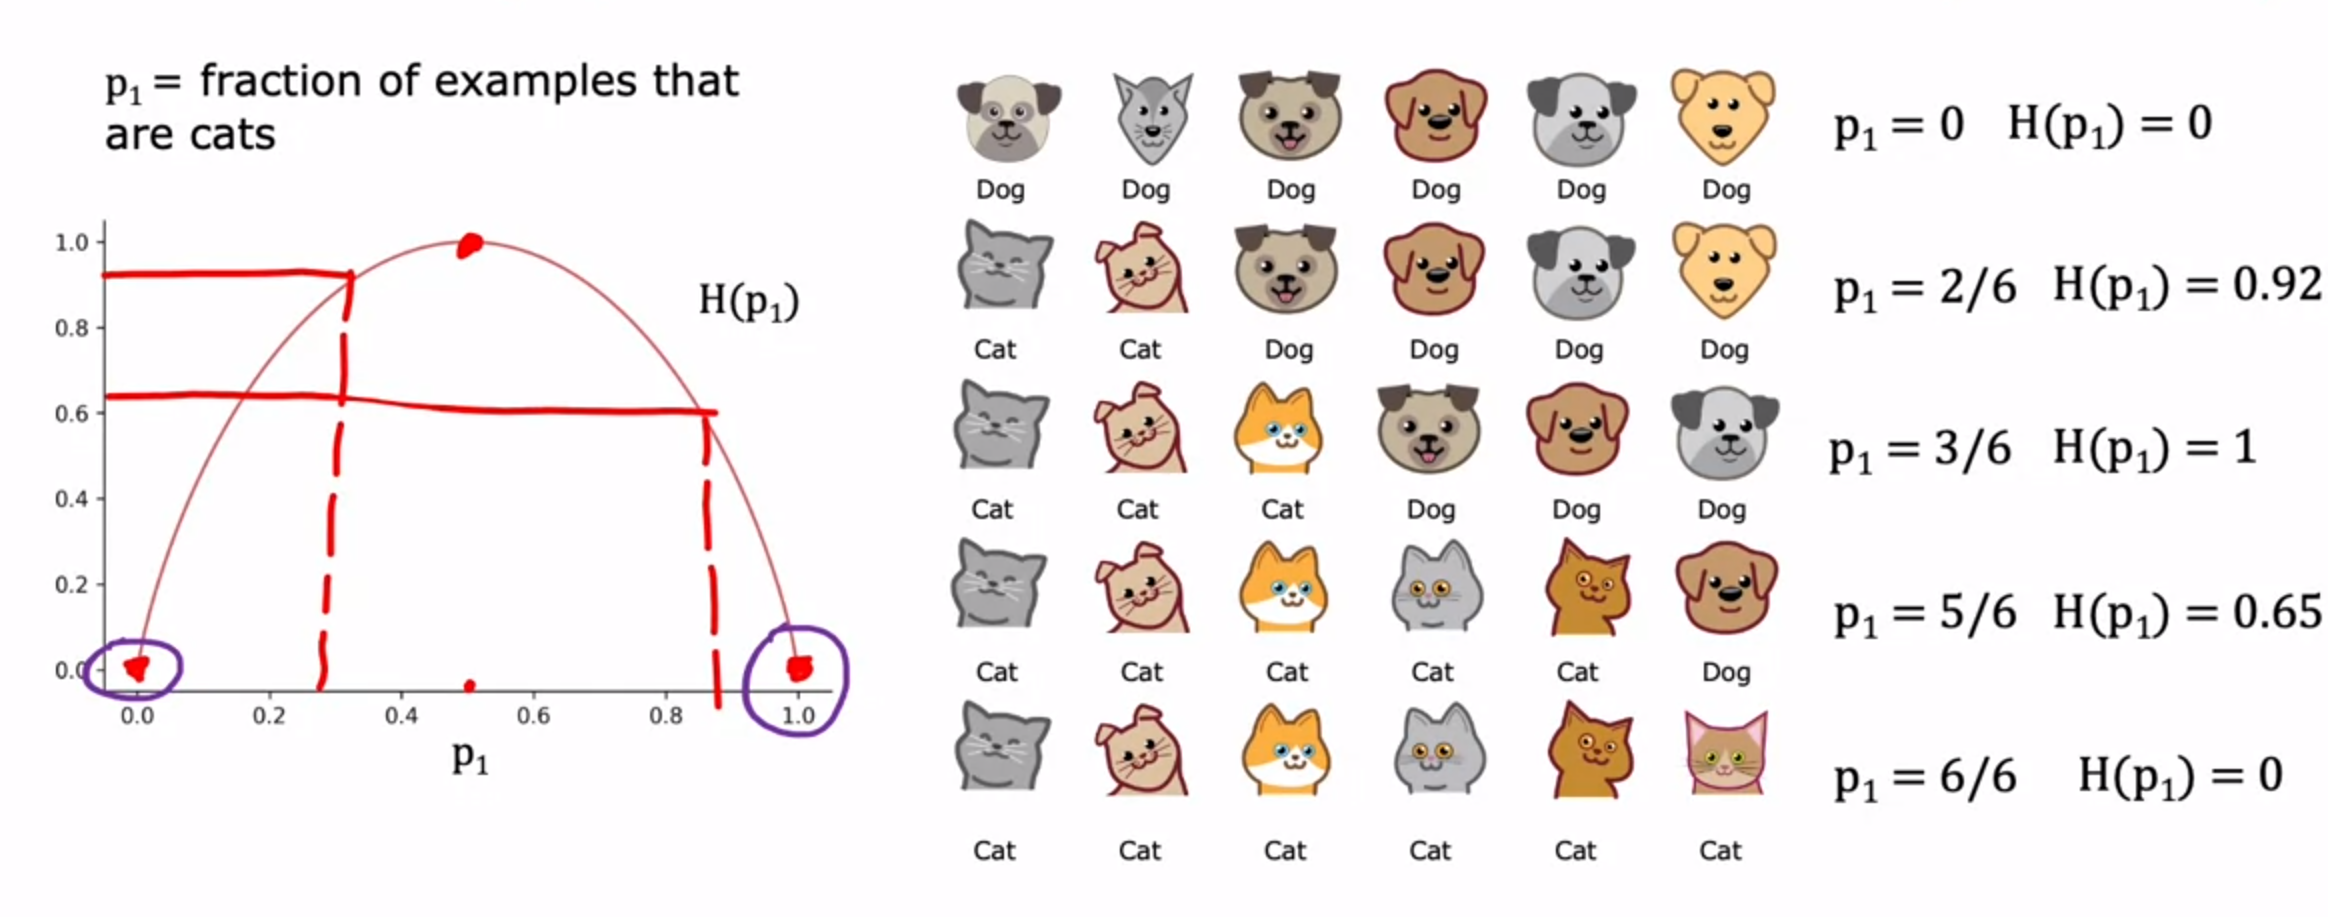 p₁ = fraction of examples that
are cats
1.0
0.8
0.6
0.4
0.2
0.0
0.0 0.2 0.4 0.6 0.8 1.0
p₁
H(p₁)
Dog Dog Dog Dog Dog Dog
p₁ = 0 H(p₁) = 0
Cat Cat Dog Dog Dog Dog
p₁ = 2/6 H(p₁) = 0.92
Cat Cat Cat Dog Dog Dog
p₁ = 3/6 H(p₁) = 1
Cat Cat Cat Cat Cat Dog
p₁ = 5/6 H(p₁) = 0.65
Cat Cat Cat Cat Cat Cat
p₁ = 6/6 H(p₁) = 0